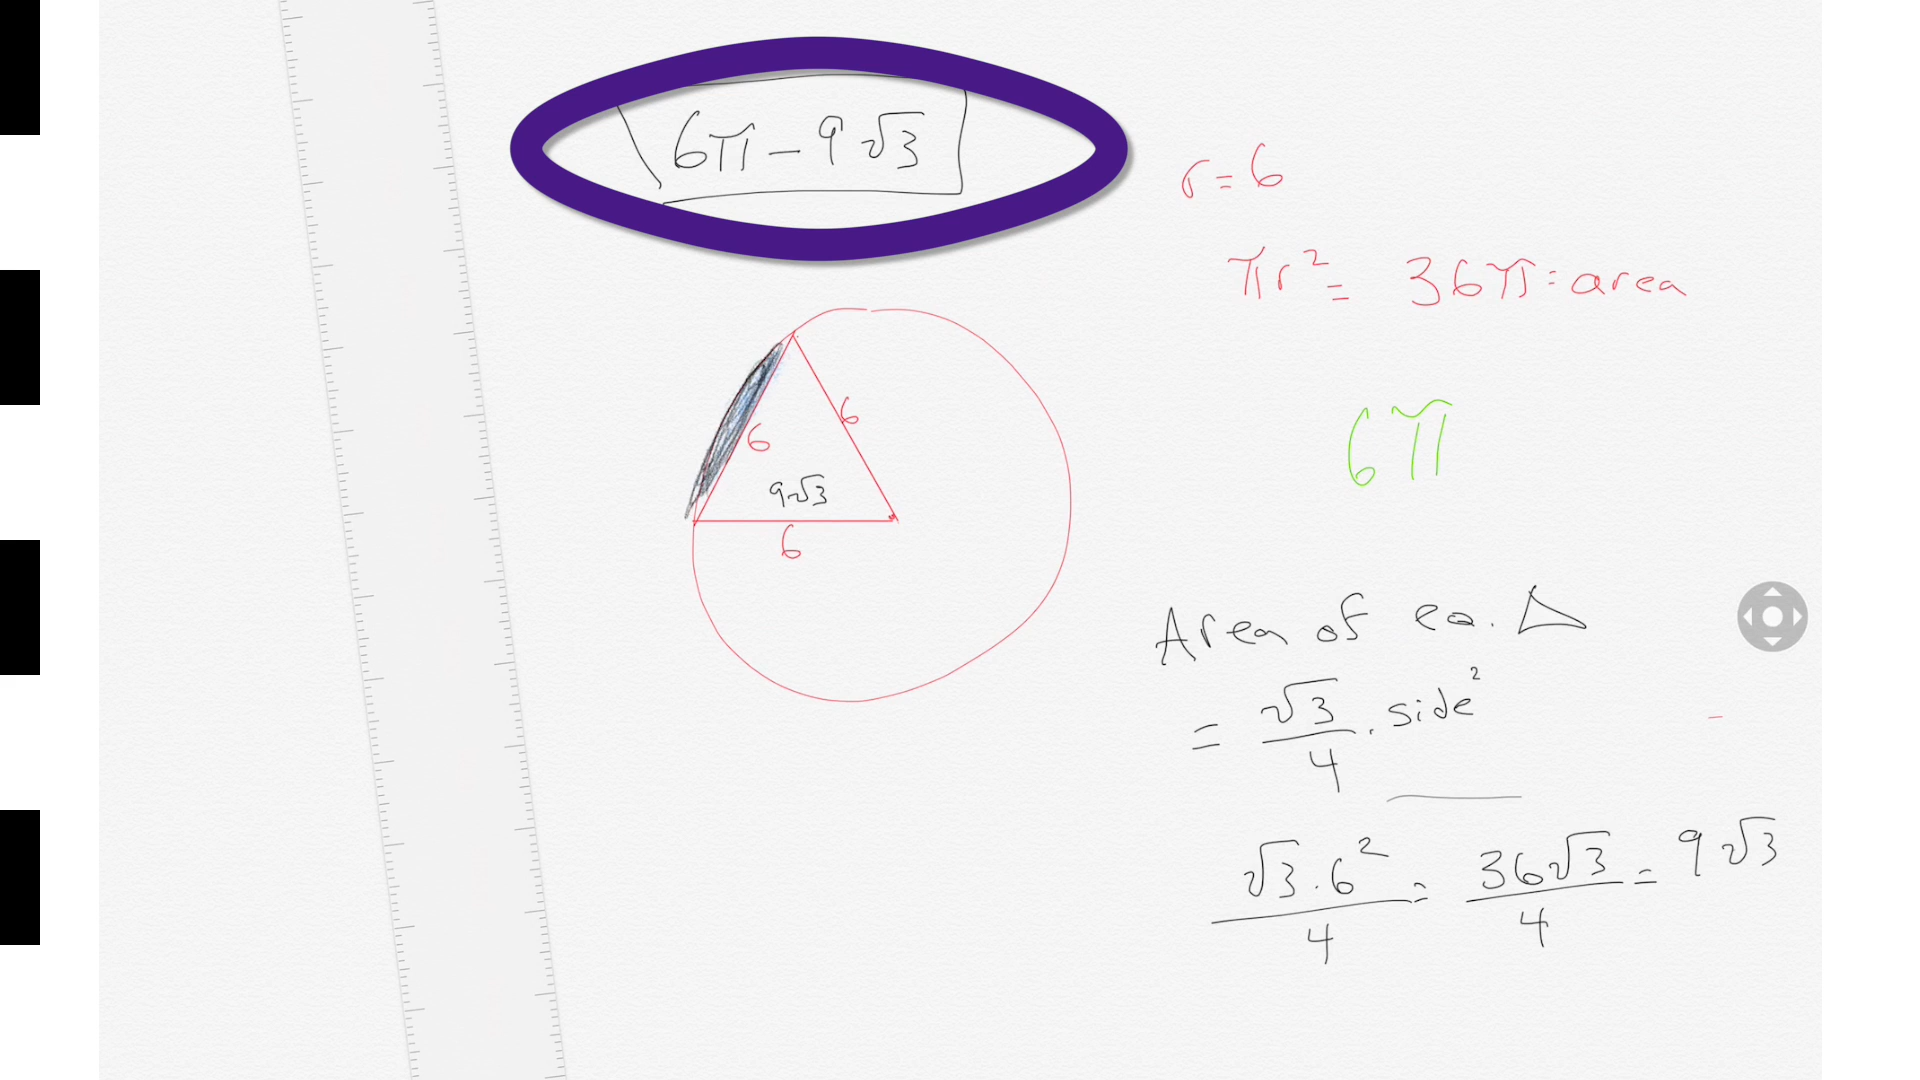 6π - 9√3
r = 6
πr² = 36π = area
6
6
6π
9√3
6
Area of eq. △
= √3/4 · side²
√3·6²/4 = 36√3/4 = 9√3